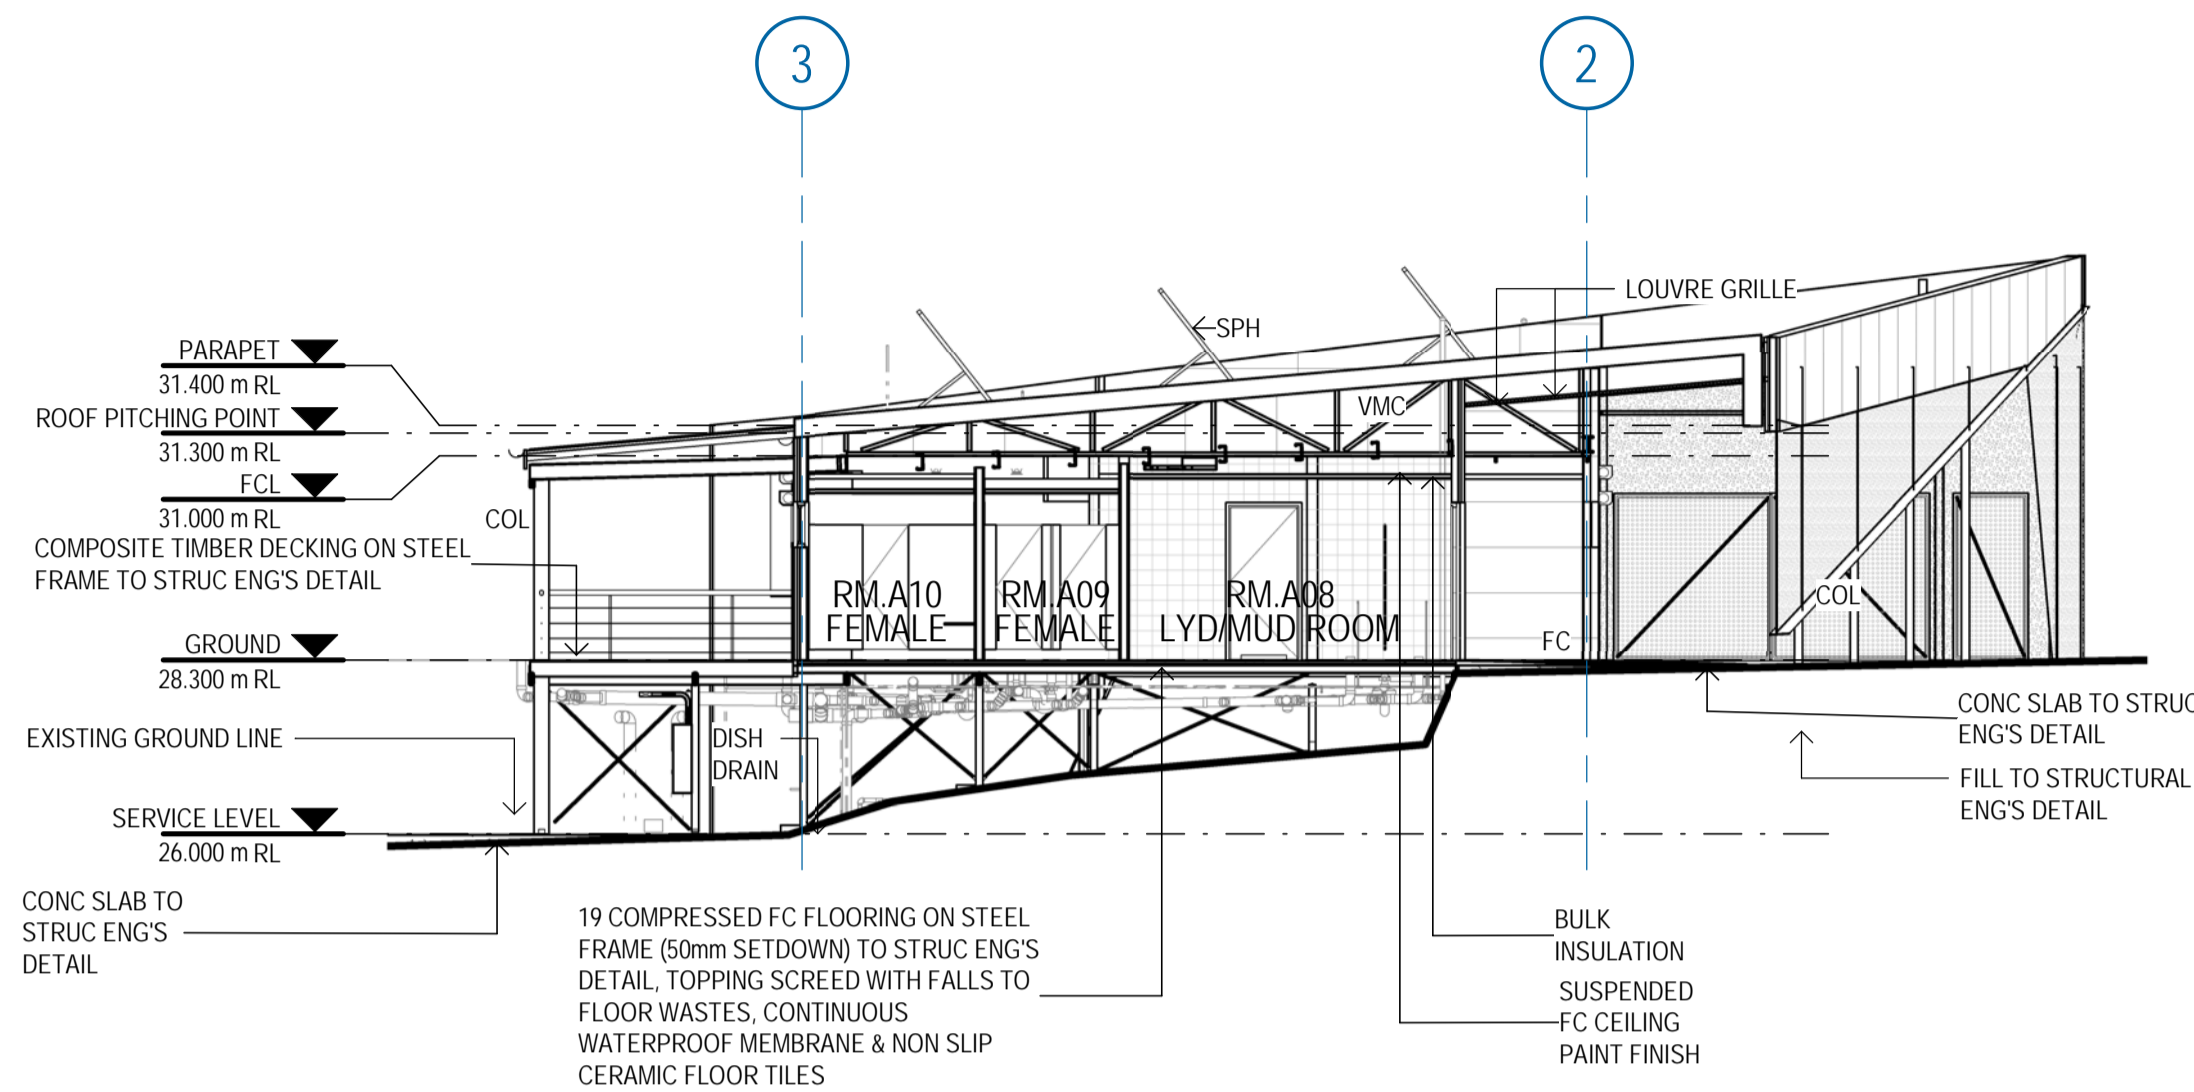 3
2
LOUVRE GRILLE
SPH
PARAPET
31.400 m RL
ROOF PITCHING POINT
31.300 m RL
FCL
31.000 m RL
VMC
COL
COMPOSITE TIMBER DECKING ON STEEL
FRAME TO STRUC ENG'S DETAIL
RM.A10
FEMALE
RM.A09
FEMALE
RM.A08
LYD/MUD ROOM
COL
FC
GROUND
28.300 m RL
EXISTING GROUND LINE
DISH
DRAIN
CONC SLAB TO STRUC
ENG'S DETAIL
FILL TO STRUCTURAL
ENG'S DETAIL
SERVICE LEVEL
26.000 m RL
CONC SLAB TO
STRUC ENG'S
DETAIL
19 COMPRESSED FC FLOORING ON STEEL
FRAME (50mm SETDOWN) TO STRUC ENG'S
DETAIL, TOPPING SCREED WITH FALLS TO
FLOOR WASTES, CONTINUOUS
WATERPROOF MEMBRANE & NON SLIP
CERAMIC FLOOR TILES
BULK
INSULATION
SUSPENDED
FC CEILING
PAINT FINISH